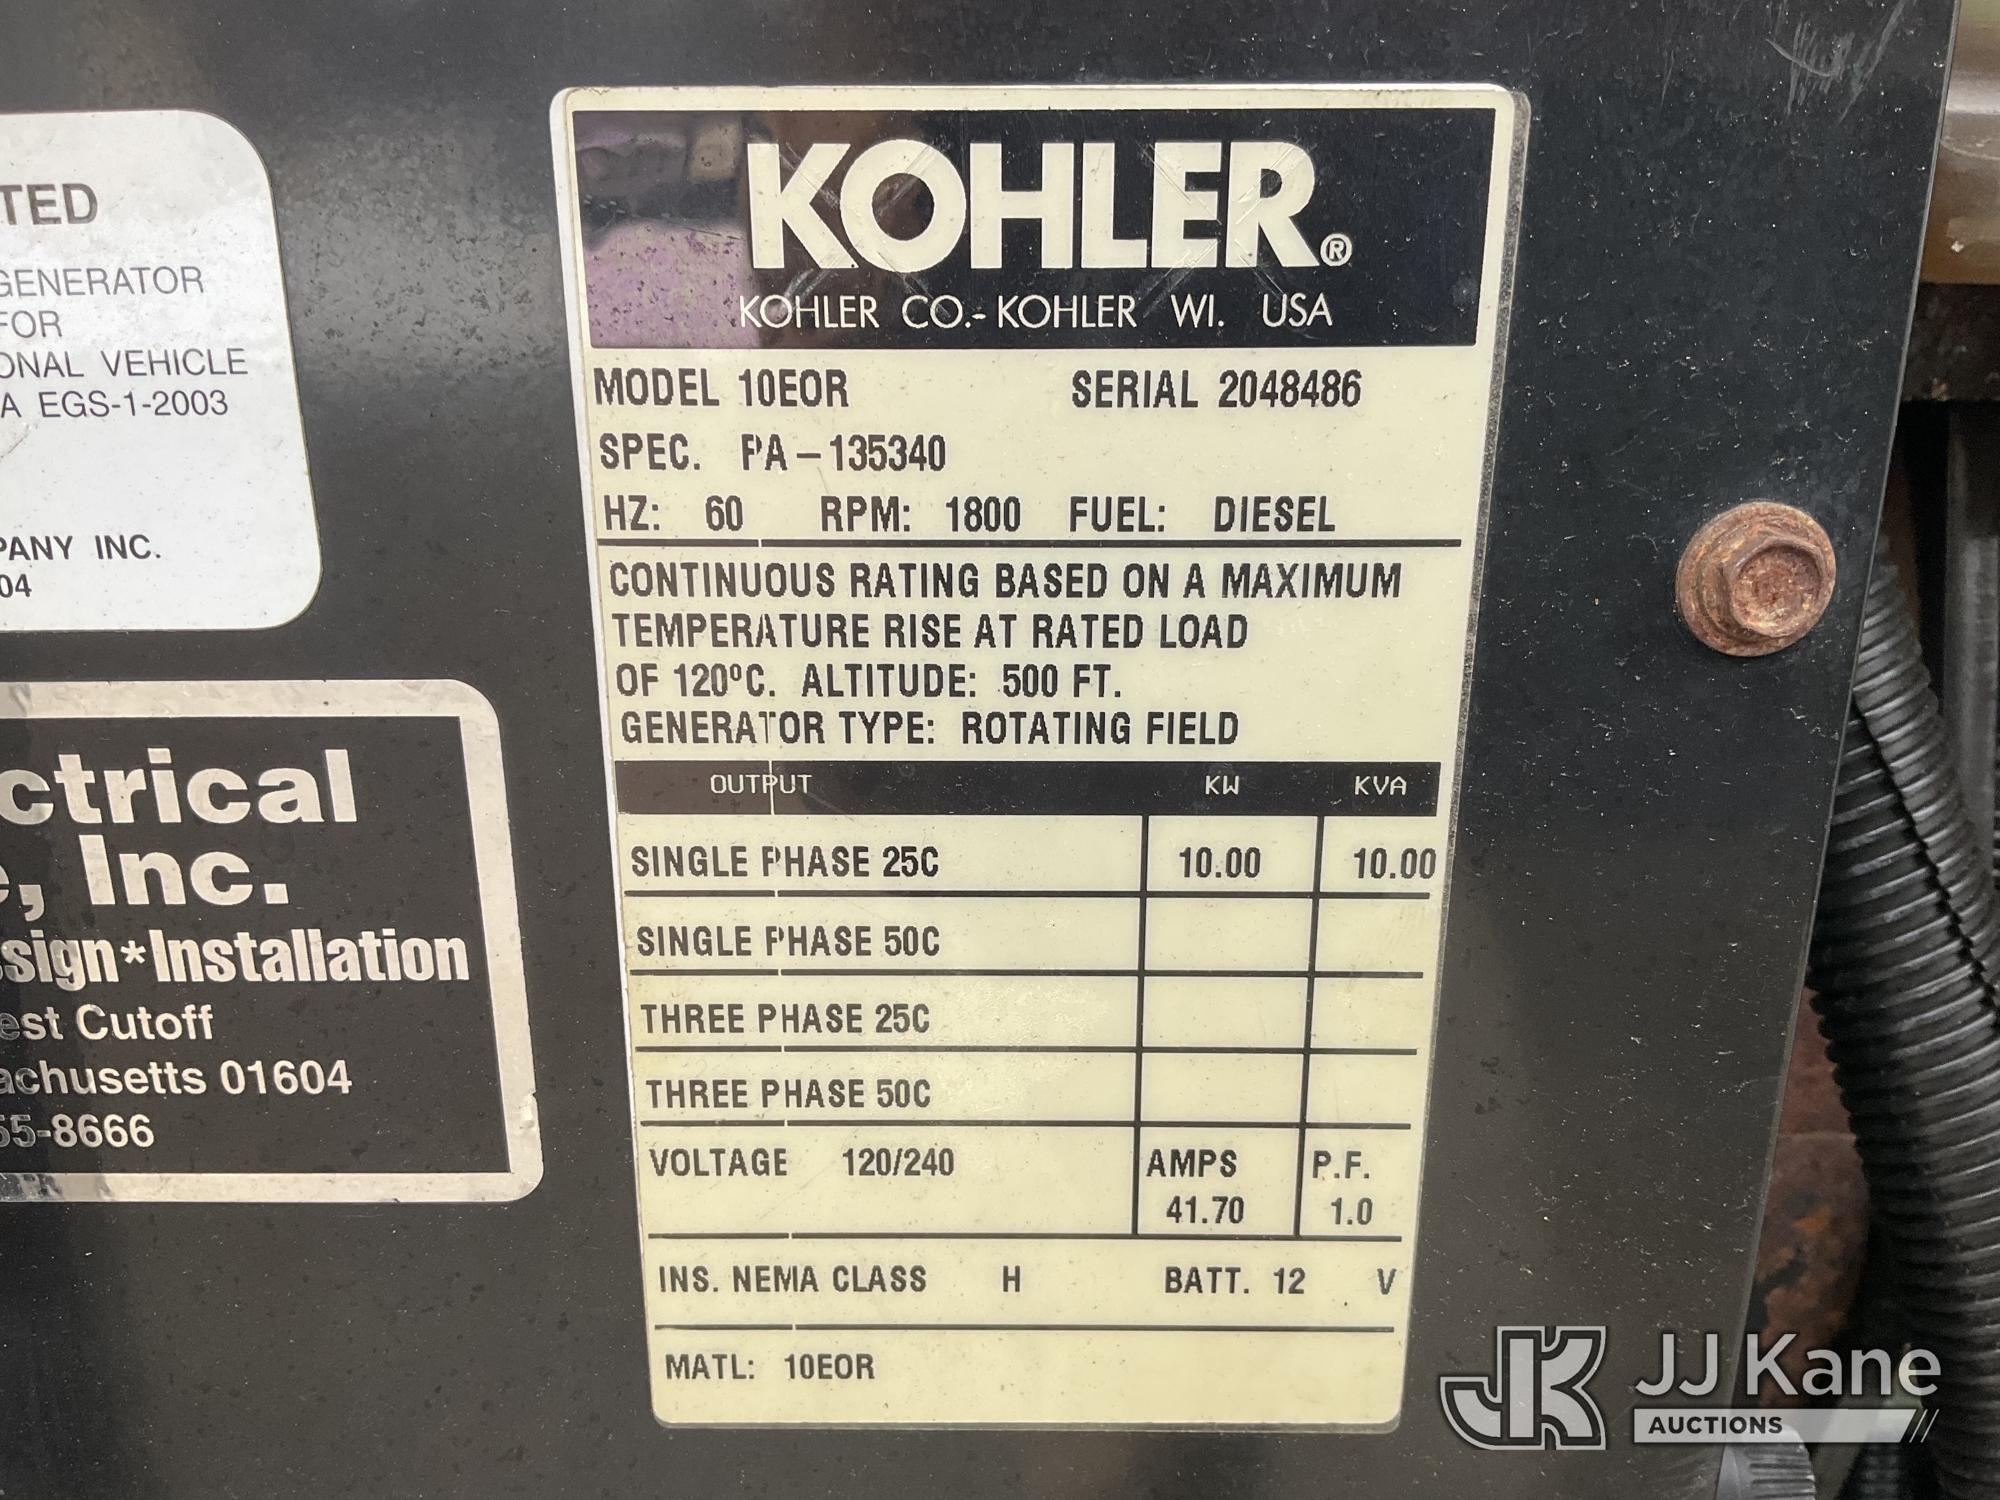 TED
GENERATOR
FOR
ONAL VEHICLE
A EGS-1-2003
PANY INC.
04
ctrical
, Inc.
sign*Installation
est Cutoff
achusetts 01604
55-8666
KOHLER®
KOHLER CO.- KOHLER WI. USA
MODEL 10EOR SERIAL 2048486
SPEC. PA-135340
HZ: 60 RPM: 1800 FUEL: DIESEL
CONTINUOUS RATING BASED ON A MAXIMUM
TEMPERATURE RISE AT RATED LOAD
OF 120ºC. ALTITUDE: 500 FT.
GENERATOR TYPE: ROTATING FIELD
OUTPUT KW KVA
SINGLE PHASE 25C 10.00 10.00
SINGLE PHASE 50C
THREE PHASE 25C
THREE PHASE 50C
VOLTAGE 120/240 AMPS P.F.
41.70 1.0
INS. NEMA CLASS H BATT. 12 V
MATL: 10EOR
JK JJ Kane
AUCTIONS